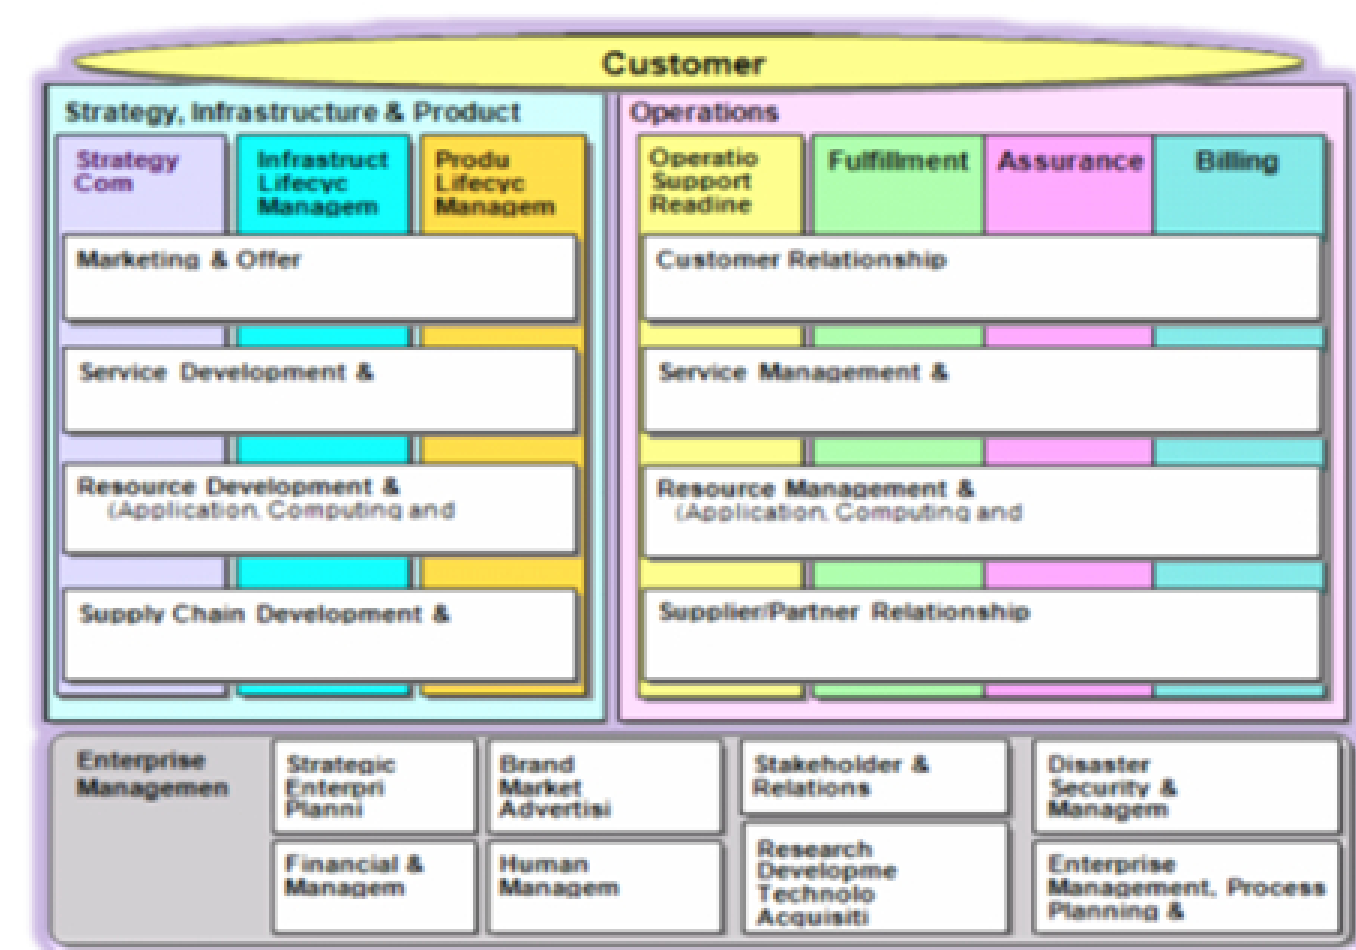 Customer
Strategy, Infrastructure & Product
Operations
Strategy
Com
Infrastruct
Lifecyc
Managem
Produ
Lifecyc
Managem
Operatio
Support
Readine
Fulfillment
Assurance
Billing
Marketing & Offer
Customer Relationship
Service Development &
Service Management &
Resource Development &
(Application, Computing and
Resource Management &
(Application, Computing and
Supply Chain Development &
Supplier/Partner Relationship
Enterprise
Managemen
Strategic
Enterpri
Planni
Brand
Market
Advertisi
Stakeholder &
Relations
Disaster
Security &
Managem
Financial &
Managem
Human
Managem
Research
Developme
Technolo
Acquisiti
Enterprise
Management, Process
Planning &